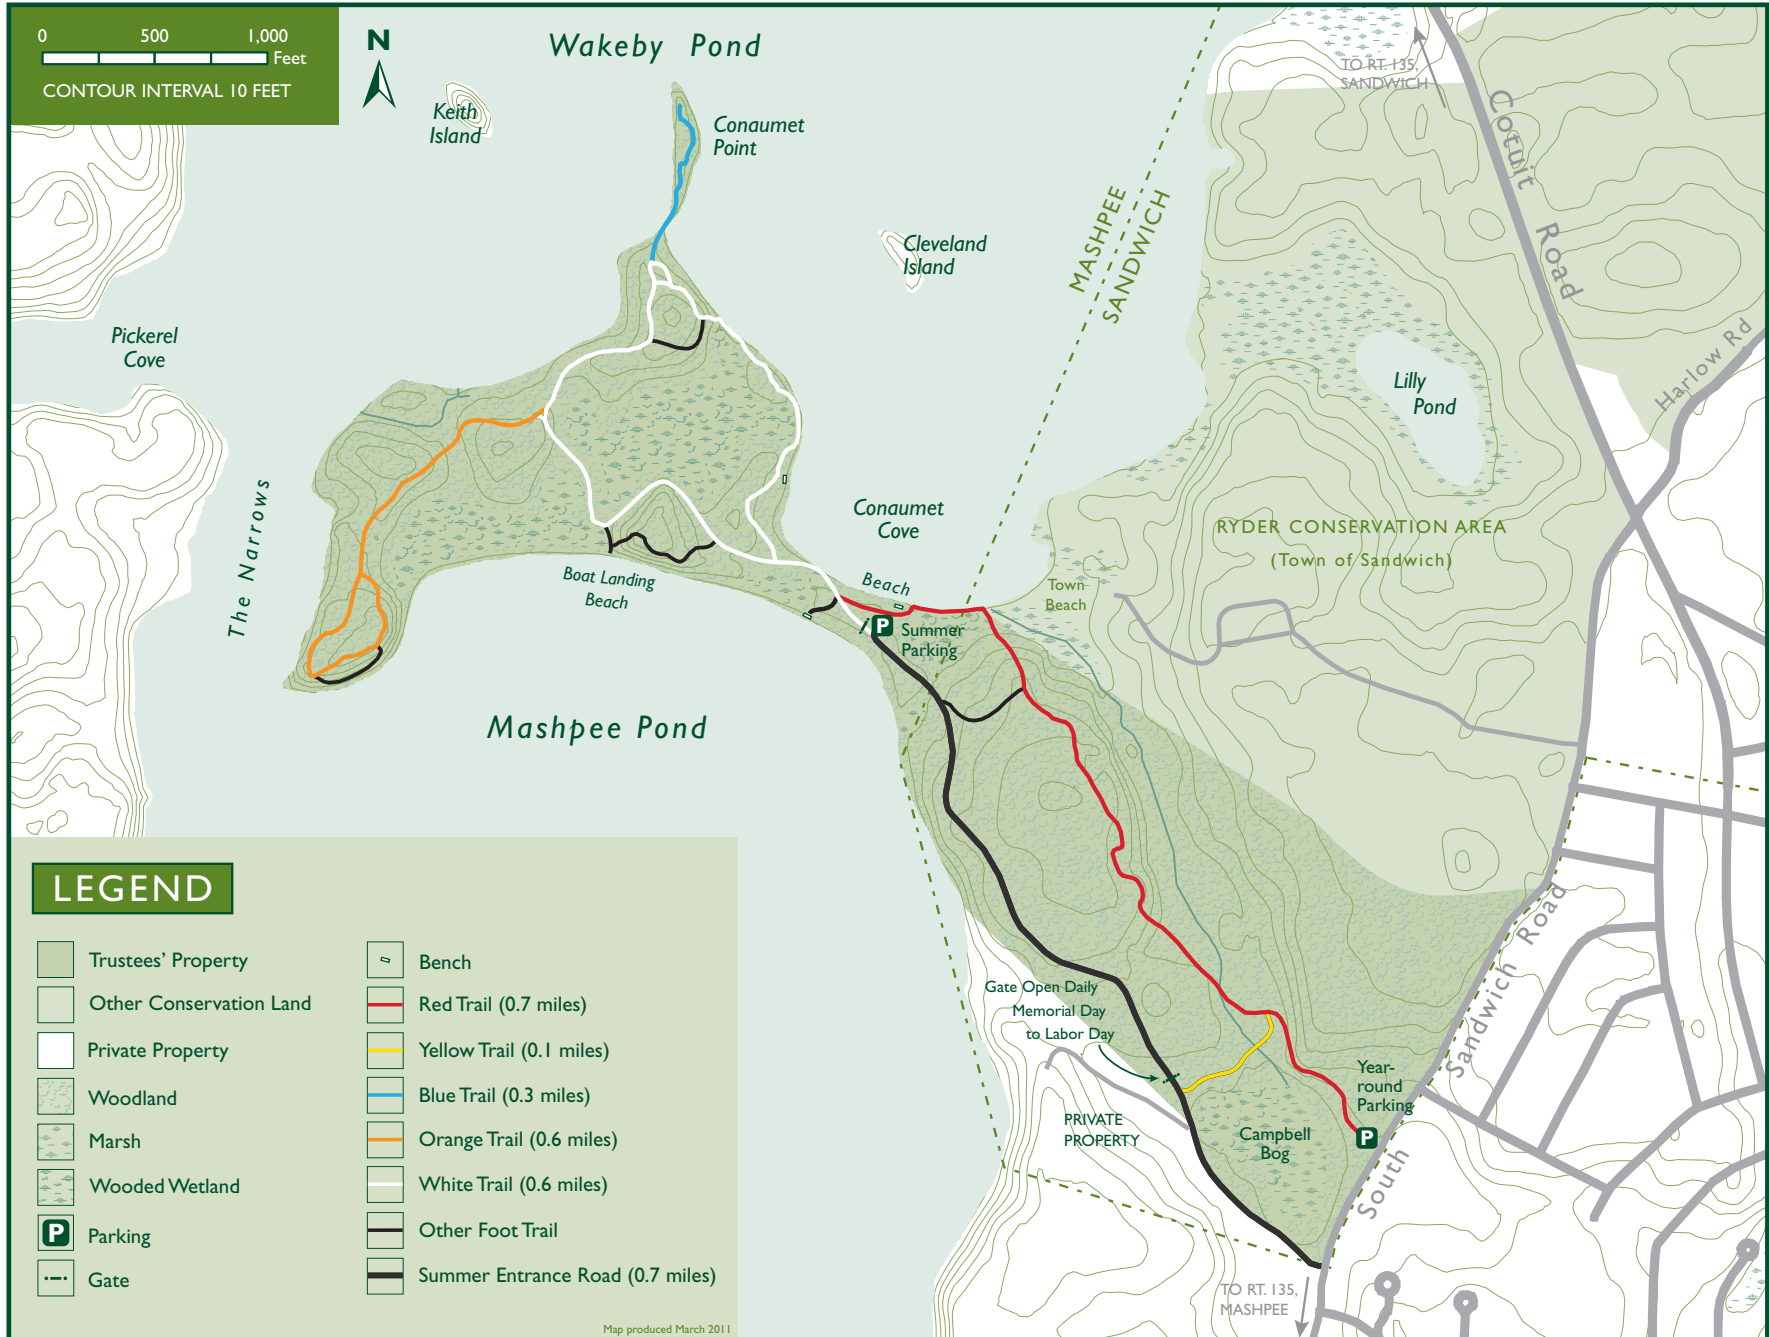 0 500 1,000
Feet
CONTOUR INTERVAL 10 FEET
N
Wakeby Pond
Keith
Island
Conaumet
Point
Cleveland
Island
MASHPEE
SANDWICH
TO RT. 135,
SANDWICH
Cotuit Road
Harlow Rd
Pickerel
Cove
Lilly
Pond
The Narrows
Conaumet
Cove
RYDER CONSERVATION AREA
(Town of Sandwich)
Boat Landing
Beach
Beach
Town
Beach
P
Summer
Parking
Mashpee Pond
Gate Open Daily
Memorial Day
to Labor Day
PRIVATE
PROPERTY
Campbell
Bog
Year-
round
Parking
P
South Sandwich Road
TO RT. 135,
MASHPEE
LEGEND
Trustees' Property
Other Conservation Land
Private Property
Woodland
Marsh
Wooded Wetland
P Parking
Gate
Bench
Red Trail (0.7 miles)
Yellow Trail (0.1 miles)
Blue Trail (0.3 miles)
Orange Trail (0.6 miles)
White Trail (0.6 miles)
Other Foot Trail
Summer Entrance Road (0.7 miles)
Map produced March 2011